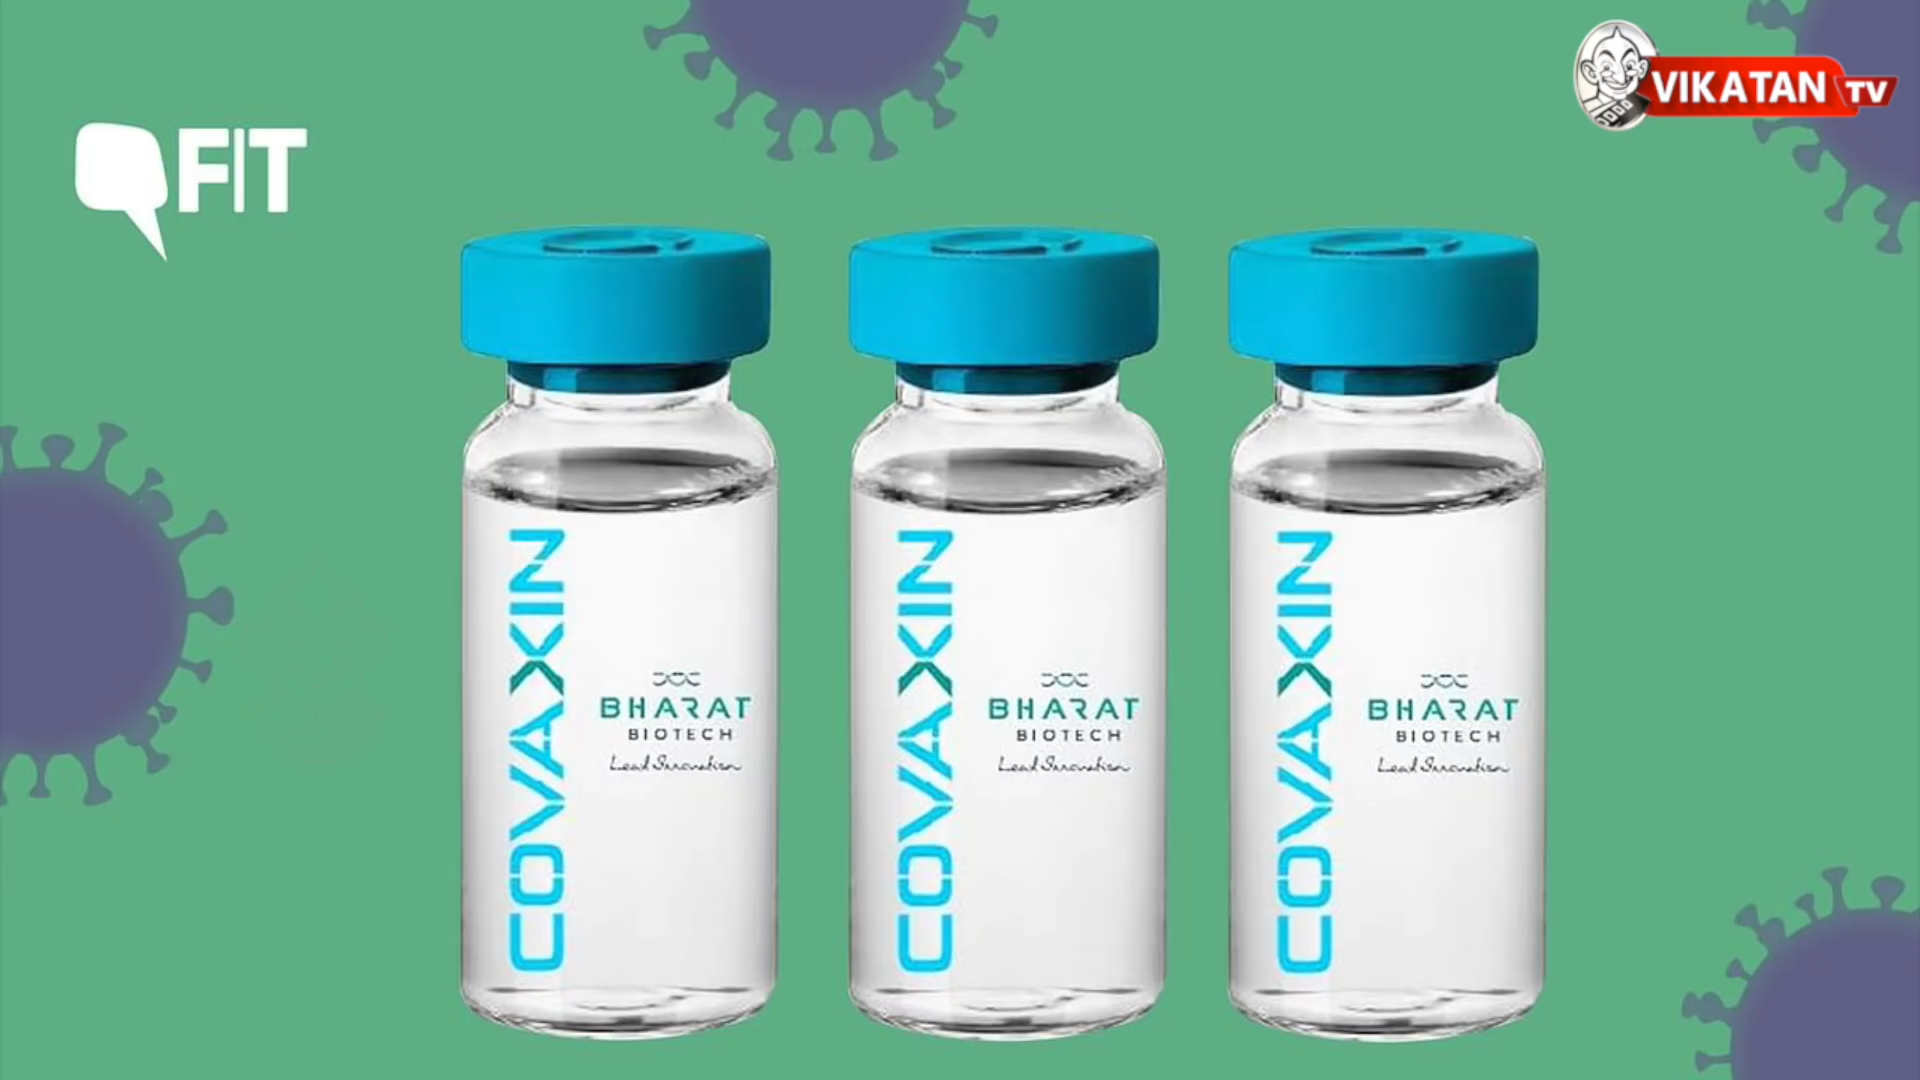 VIKATAN TV
FIT
COVAXIN
BHARAT
BIOTECH
Lead Innovation
COVAXIN
BHARAT
BIOTECH
Lead Innovation
COVAXIN
BHARAT
BIOTECH
Lead Innovation